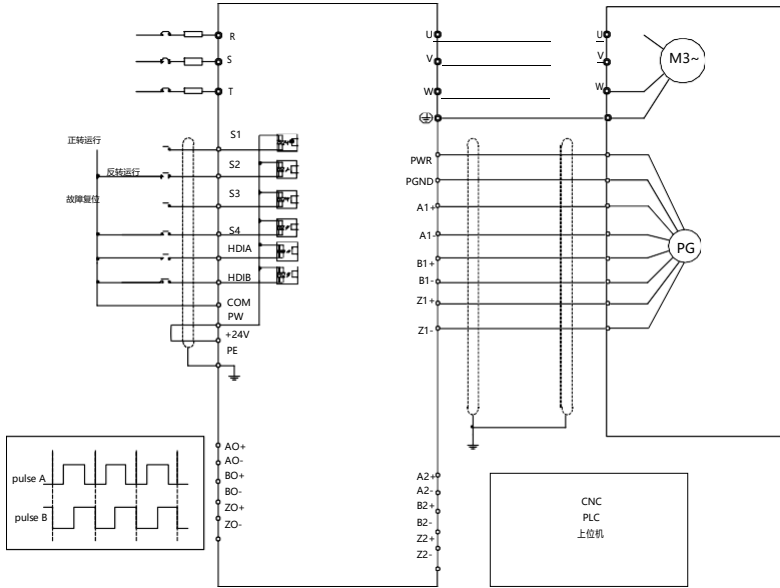 R
S
T
U
V
W
U
V
W
M3~
正转运行
S1
反转运行
S2
故障复位
S3
S4
HDIA
HDIB
COM
PW
+24V
PE
PWR
PGND
A1+
A1-
B1+
B1-
Z1+
Z1-
PG
pulse A
pulse B
AO+
AO-
BO+
BO-
ZO+
ZO-
A2+
A2-
B2+
B2-
Z2+
Z2-
CNC
PLC
上位机